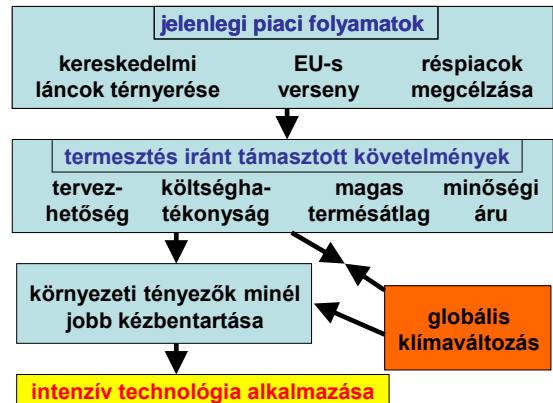 jelenlegi piaci folyamatok
kereskedelmi láncok térnyerése
EU-s verseny
réspiacok megcélzása
termesztés iránt támasztott követelmények
tervez-
hetőség
költségha-
tékonyság
magas
termésátlag
minőségi
áru
környezeti tényezők minél
jobb kézbentartása
globális
klímaváltozás
intenzív technológia alkalmazása